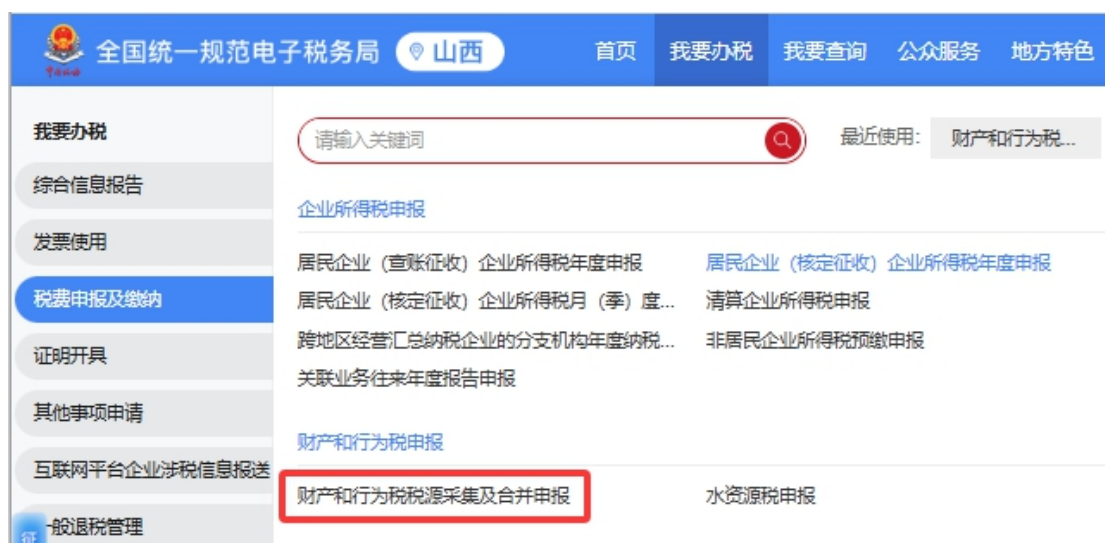 全国统一规范电子税务局 山西 首页 我要办税 我要查询 公众服务 地方特色
我要办税
综合信息报告
发票使用
税费申报及缴纳
证明开具
其他事项申请
互联网平台企业涉税信息报送
一般退税管理
征
请输入关键词
最近使用: 财产和行为税...
企业所得税申报
居民企业（查账征收）企业所得税年度申报 居民企业（核定征收）企业所得税年度申报
居民企业（核定征收）企业所得税月（季）度... 清算企业所得税申报
跨地区经营汇总纳税企业的分支机构年度纳税... 非居民企业所得税预缴申报
关联业务往来年度报告申报
财产和行为税申报
财产和行为税税源采集及合并申报 水资源税申报